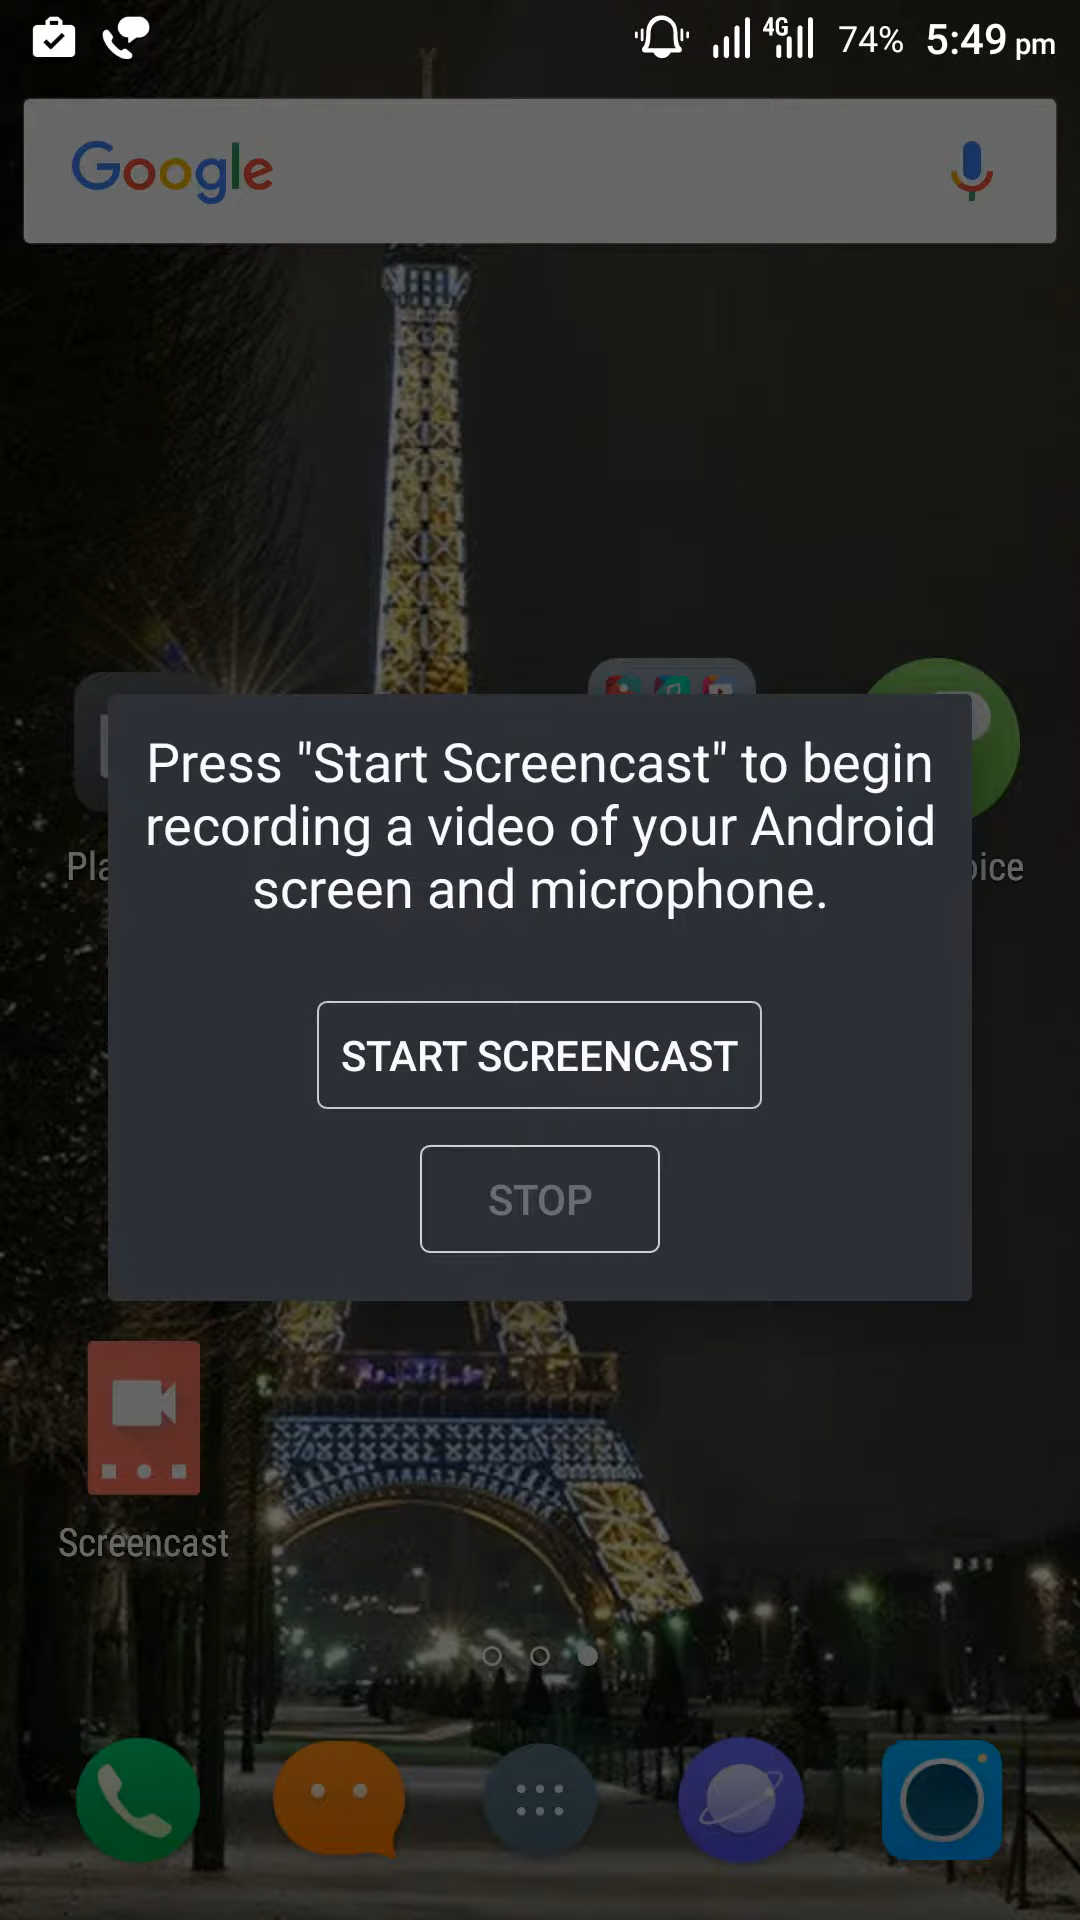 4G 74% 5:49 pm
Google
Press "Start Screencast" to begin
recording a video of your Android
screen and microphone.
START SCREENCAST
STOP
Screencast